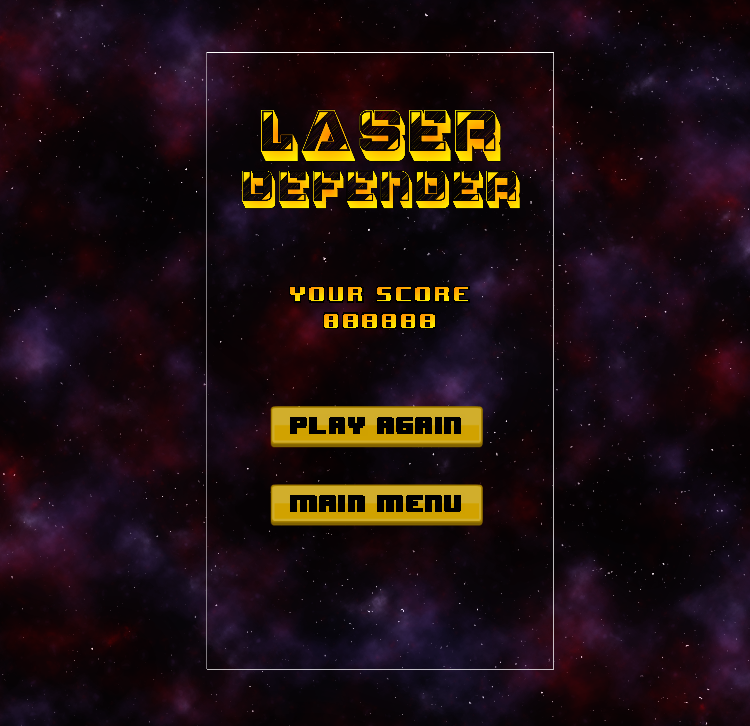 LASER
DEFENDER
YOUR SCORE
888888
PLAY AGAIN
MAIN MENU